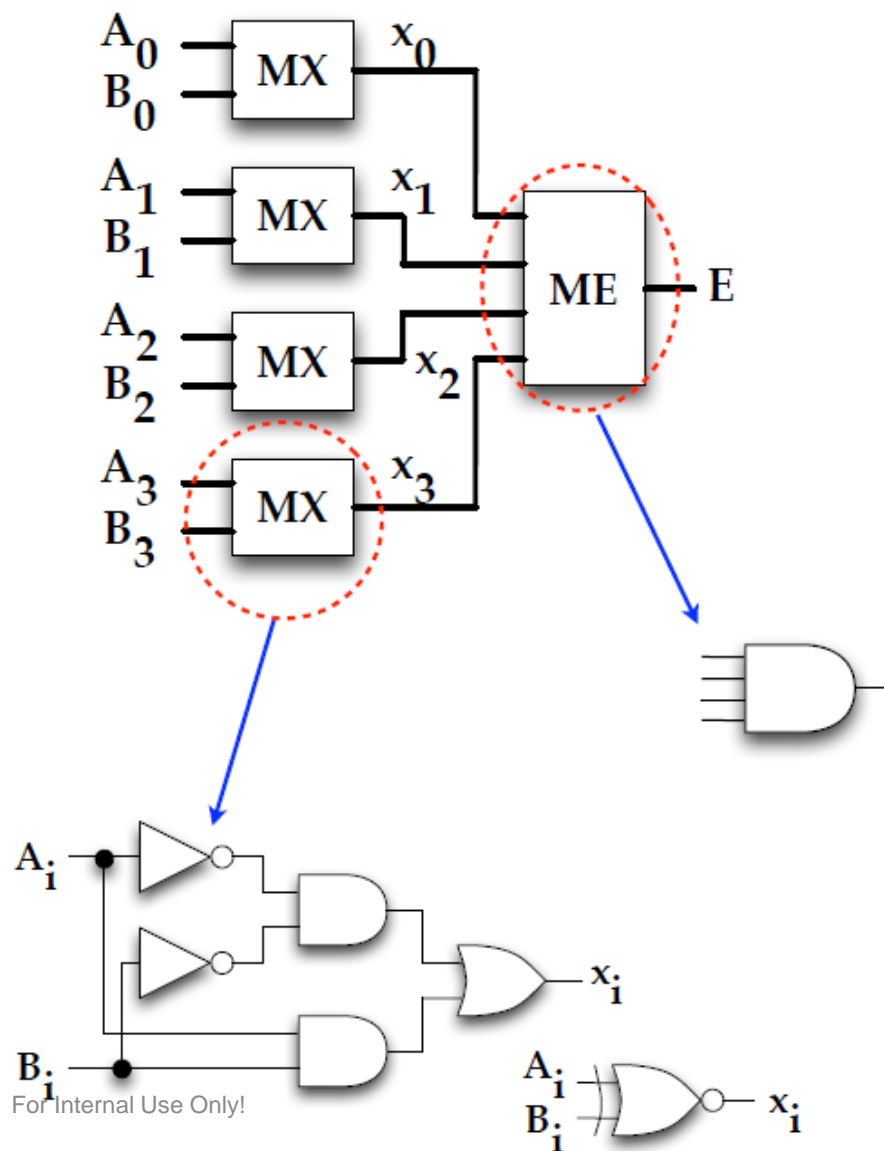 A0
B0
MX
x0
A1
B1
MX
x1
A2
B2
MX
x2
A3
B3
MX
x3
ME
E
Ai
Bi
xi
Ai
Bi
xi
For Internal Use Only!